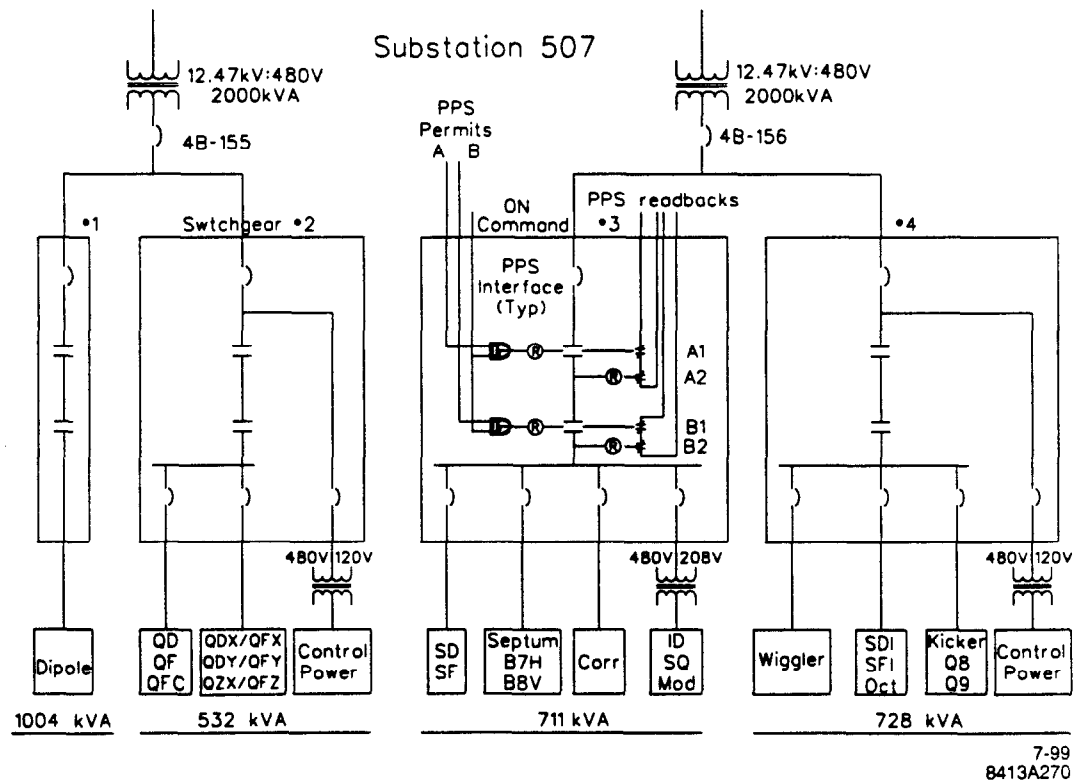 Substation 507
12.47kV:480V
2000kVA
4B-155
12.47kV:480V
2000kVA
4B-156
PPS
Permits
A B
ON
Command
PPS readbacks
•1
Swtchgear •2
•3
•4
PPS
Interface
(Typ)
R
A1
R
A2
R
B1
R
B2
480V:120V
480V:208V
480V:120V
Dipole
QD
QF
QFC
QDX/QFX
QDY/QFY
QZX/QFZ
Control
Power
SD
SF
Septum
B7H
B8V
Corr
ID
SQ
Mod
Wiggler
SDI
SFI
Oct
Kicker
Q8
Q9
Control
Power
1004 kVA
532 kVA
711 kVA
728 kVA
7-99
8413A270